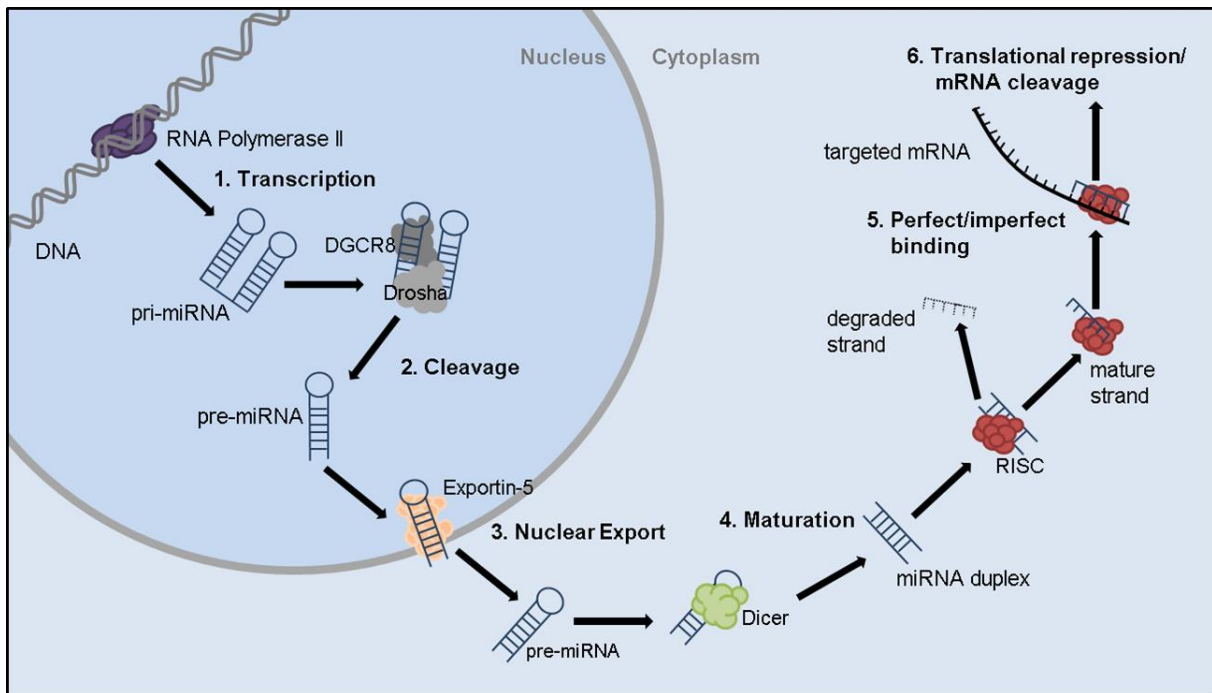 Nucleus
Cytoplasm
RNA Polymerase II
1. Transcription
DNA
pri-miRNA
DGCR8
Drosha
2. Cleavage
pre-miRNA
Exportin-5
3. Nuclear Export
pre-miRNA
Dicer
4. Maturation
miRNA duplex
RISC
degraded
strand
mature
strand
5. Perfect/imperfect
binding
targeted mRNA
6. Translational repression/
mRNA cleavage